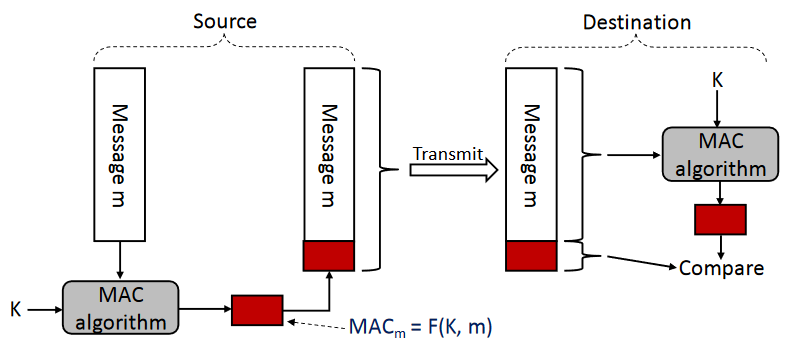 Source
Destination
Message m
Message m
Transmit
Message m
K
MAC
algorithm
Compare
K
MAC
algorithm
MACm = F(K, m)